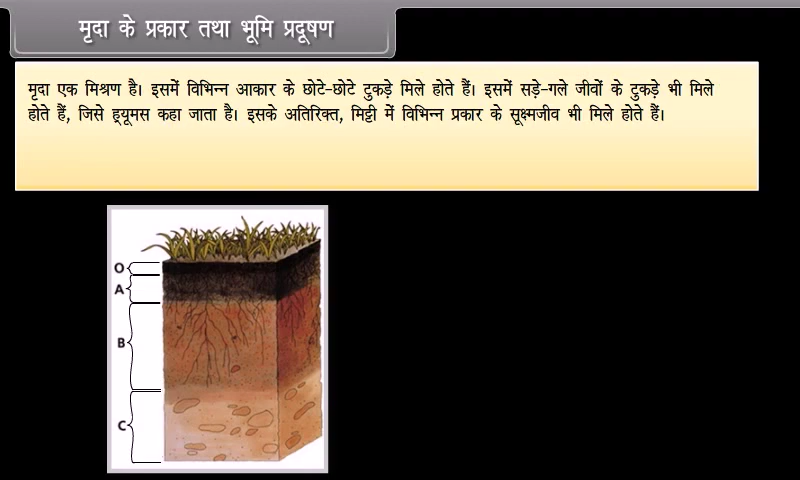 मृदा के प्रकार तथा भूमि प्रदूषण
मृदा एक मिश्रण है। इसमें विभिन्न आकार के छोटे-छोटे टुकड़े मिले होते हैं। इसमें सड़े-गले जीवों के टुकड़े भी मिले
होते हैं, जिसे ह्यूमस कहा जाता है। इसके अतिरिक्त, मिट्टी में विभिन्न प्रकार के सूक्ष्मजीव भी मिले होते हैं।
O
A
B
C